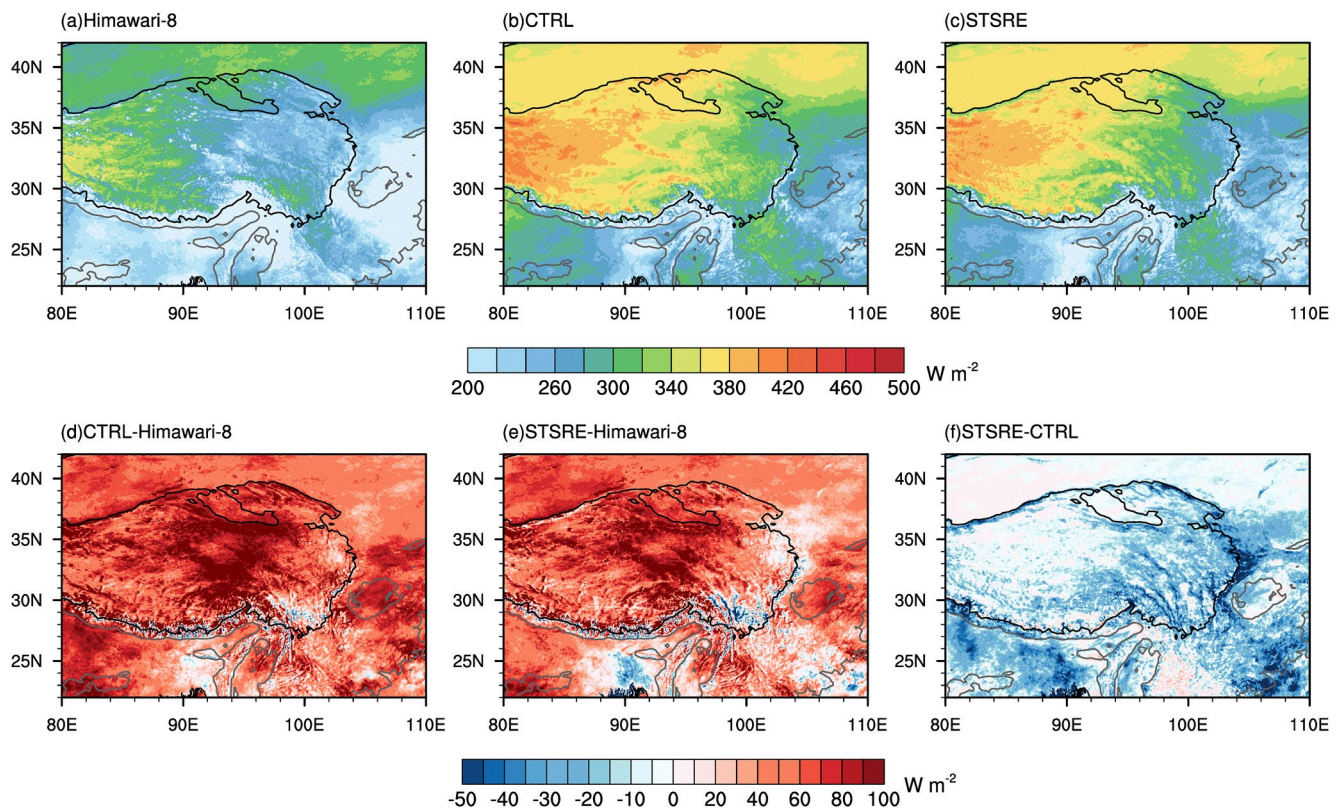 (a)Himawari-8
(b)CTRL
(c)STSRE
40N
35N
30N
25N
80E 90E 100E 110E
40N
35N
30N
25N
80E 90E 100E 110E
40N
35N
30N
25N
80E 90E 100E 110E
200 260 300 340 380 420 460 500
W m-2
(d)CTRL-Himawari-8
(e)STSRE-Himawari-8
(f)STSRE-CTRL
40N
35N
30N
25N
80E 90E 100E 110E
40N
35N
30N
25N
80E 90E 100E 110E
40N
35N
30N
25N
80E 90E 100E 110E
-50 -40 -30 -20 -10 0 20 40 60 80 100
W m-2